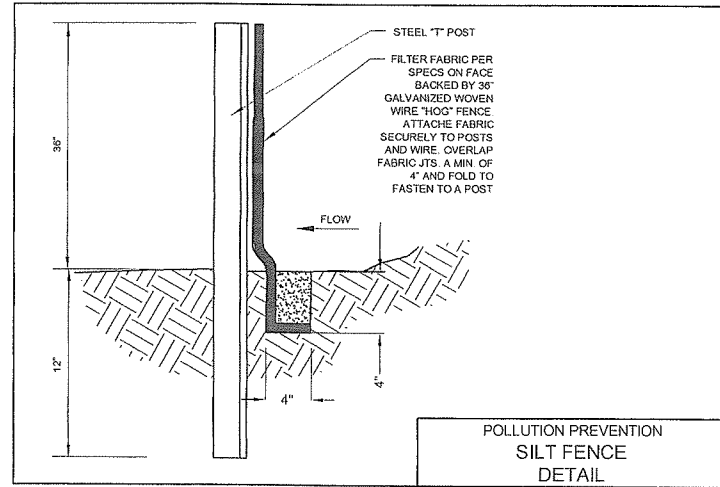 STEEL "T" POST
FILTER FABRIC PER
SPECS ON FACE
BACKED BY 36"
GALVANIZED WOVEN
WIRE "HOG" FENCE.
ATTACHE FABRIC
SECURELY TO POSTS
AND WIRE. OVERLAP
FABRIC JTS. A MIN. OF
4" AND FOLD TO
FASTEN TO A POST
36"
FLOW
12"
4"
4"
POLLUTION PREVENTION
SILT FENCE
DETAIL